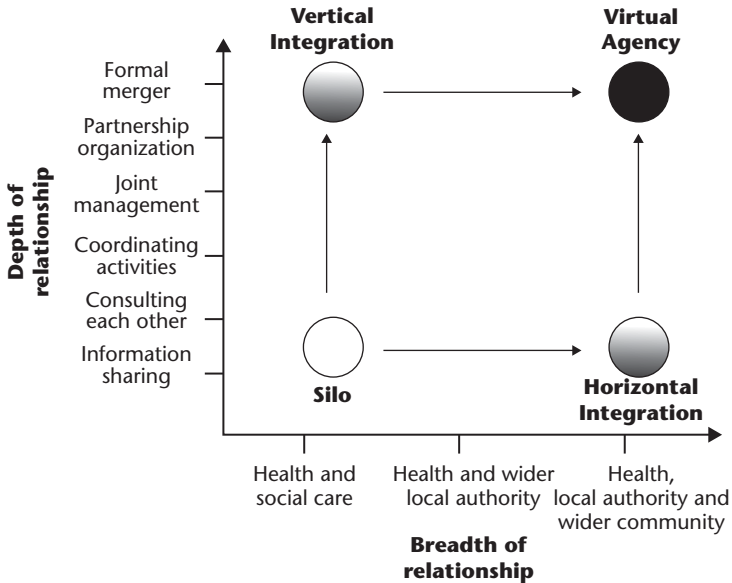 Vertical
Integration
Virtual
Agency
Formal
merger
Partnership
organization
Joint
management
Coordinating
activities
Consulting
each other
Information
sharing
Depth of
relationship
Silo
Horizontal
Integration
Health and
social care
Health and wider
local authority
Health,
local authority and
wider community
Breadth of
relationship